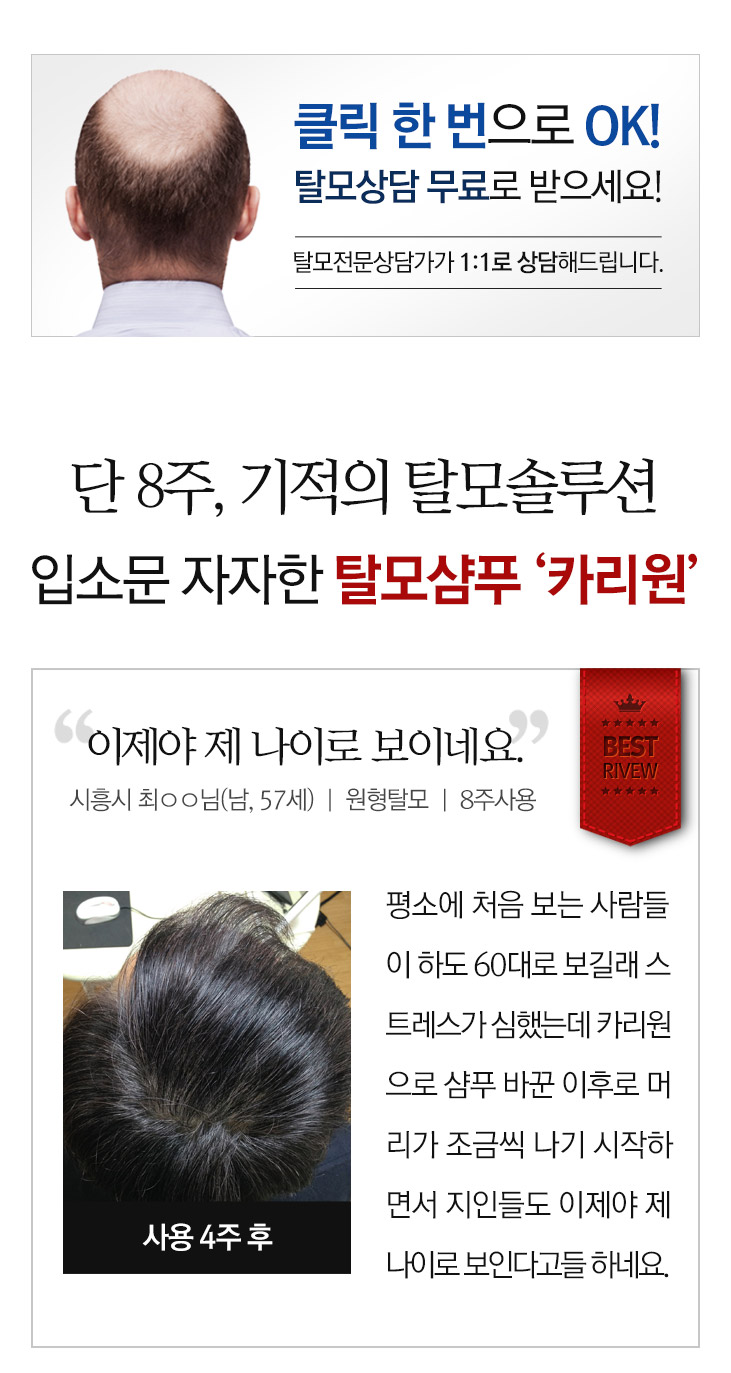 클릭 한 번으로 OK!
탈모상담 무료로 받으세요!
탈모전문상담가가 1:1로 상담해드립니다.
단 8주, 기적의 탈모솔루션
입소문 자자한 탈모샴푸 ‘카리원’
“이제야 제 나이로 보이네요.”
시흥시 최ㅇㅇ님(남, 57세) | 원형탈모 | 8주사용
BEST
RIVEW
평소에 처음 보는 사람들
이 하도 60대로 보길래 스
트레스가 심했는데 카리원
으로 샴푸 바꾼 이후로 머
리가 조금씩 나기 시작하
면서 지인들도 이제야 제
나이로 보인다고들 하네요.
사용 4주 후